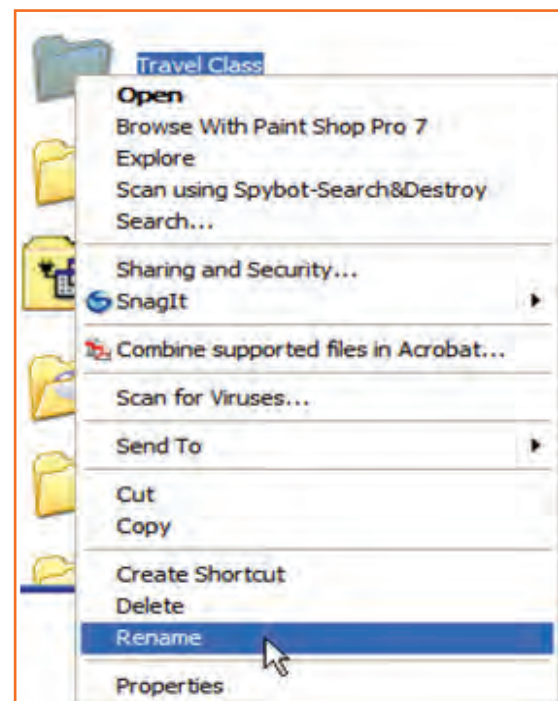 Travel Class
Open
Browse With Paint Shop Pro 7
Explore
Scan using Spybot-Search&Destroy
Search...
Sharing and Security...
SnagIt
Combine supported files in Acrobat...
Scan for Viruses...
Send To
Cut
Copy
Create Shortcut
Delete
Rename
Properties